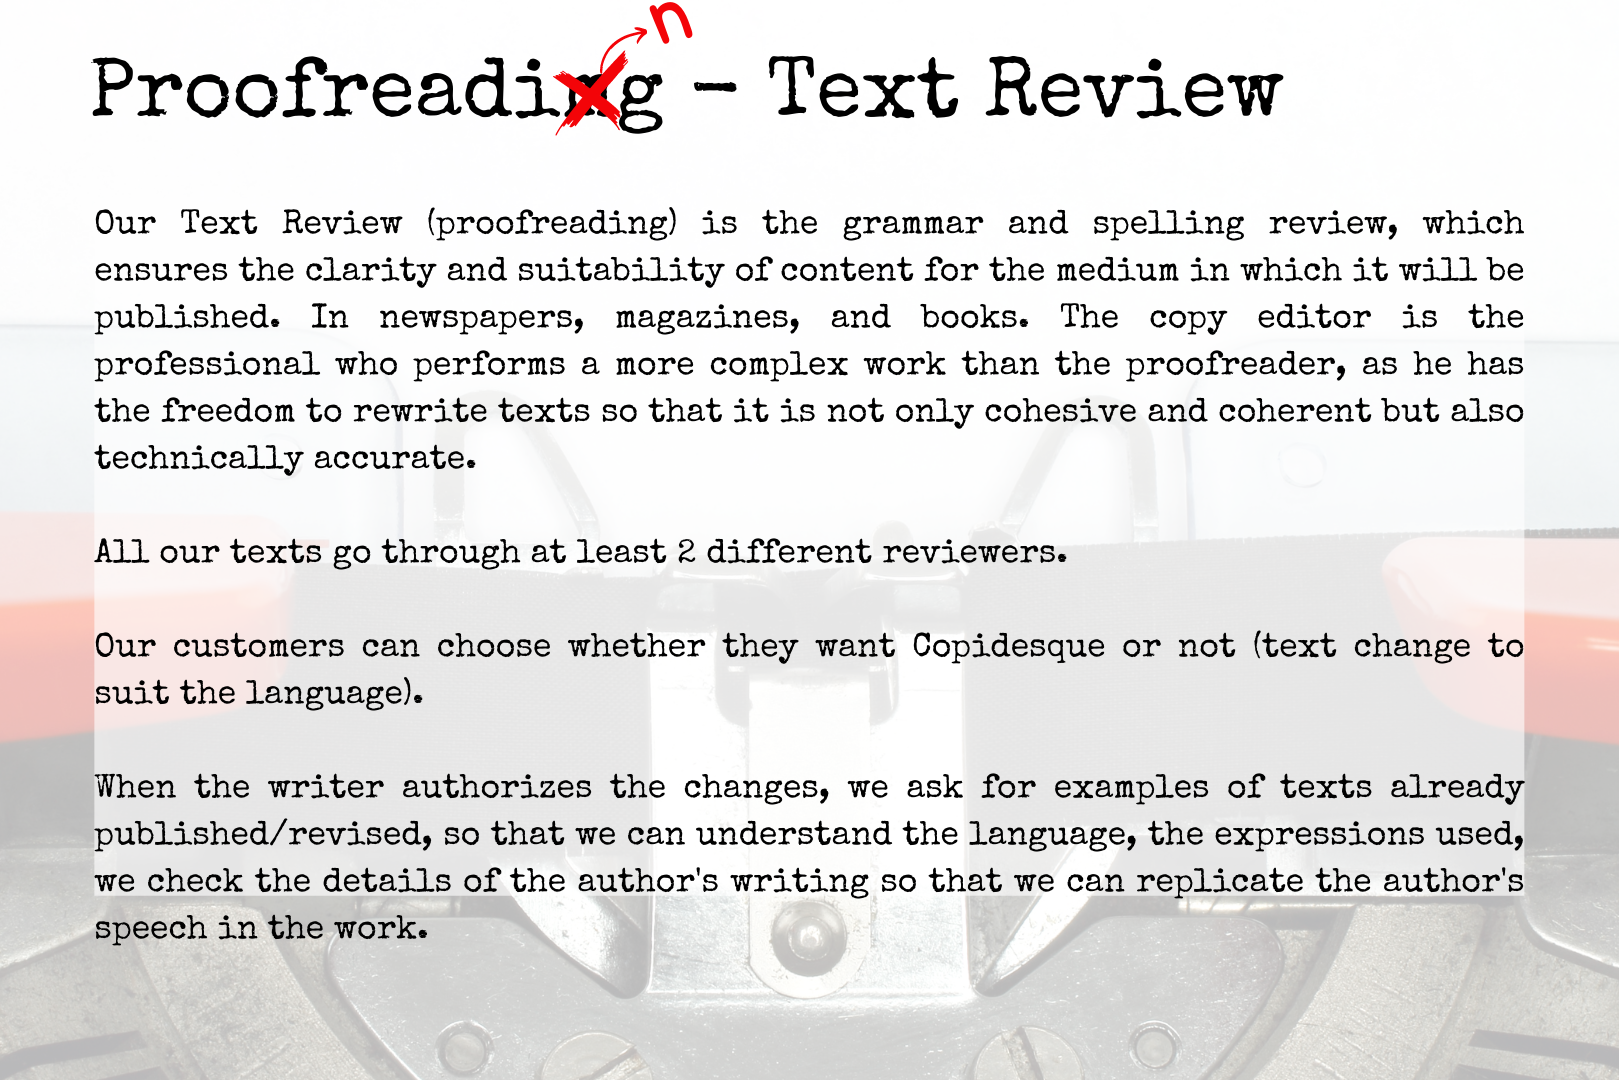 n
Proofreading - Text Review
Our Text Review (proofreading) is the grammar and spelling review, which
ensures the clarity and suitability of content for the medium in which it will be
published. In newspapers, magazines, and books. The copy editor is the
professional who performs a more complex work than the proofreader, as he has
the freedom to rewrite texts so that it is not only cohesive and coherent but also
technically accurate.
All our texts go through at least 2 different reviewers.
Our customers can choose whether they want Copidesque or not (text change to
suit the language).
When the writer authorizes the changes, we ask for examples of texts already
published/revised, so that we can understand the language, the expressions used,
we check the details of the author's writing so that we can replicate the author's
speech in the work.